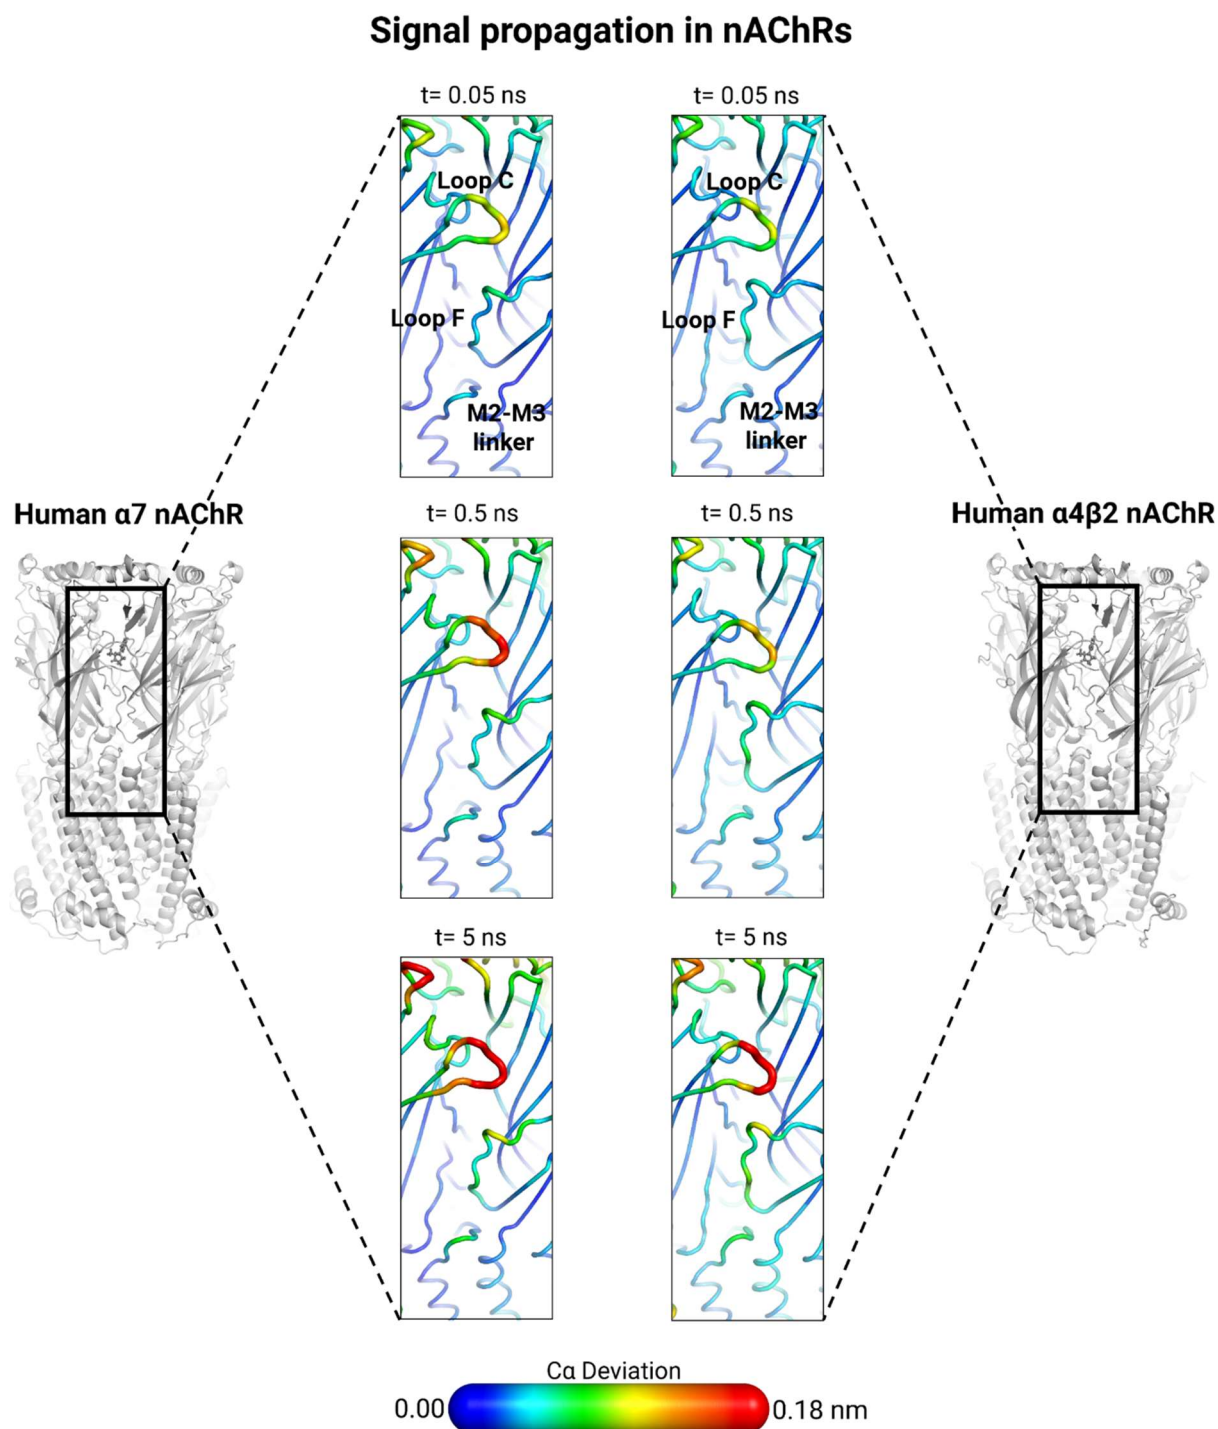 Signal propagation in nAChRs
t= 0.05 ns
t= 0.05 ns
Loop C
Loop C
Loop F
Loop F
M2-M3
linker
M2-M3
linker
Human α7 nAChR
t= 0.5 ns
t= 0.5 ns
Human α4β2 nAChR
t= 5 ns
t= 5 ns
Cα Deviation
0.00
0.18 nm